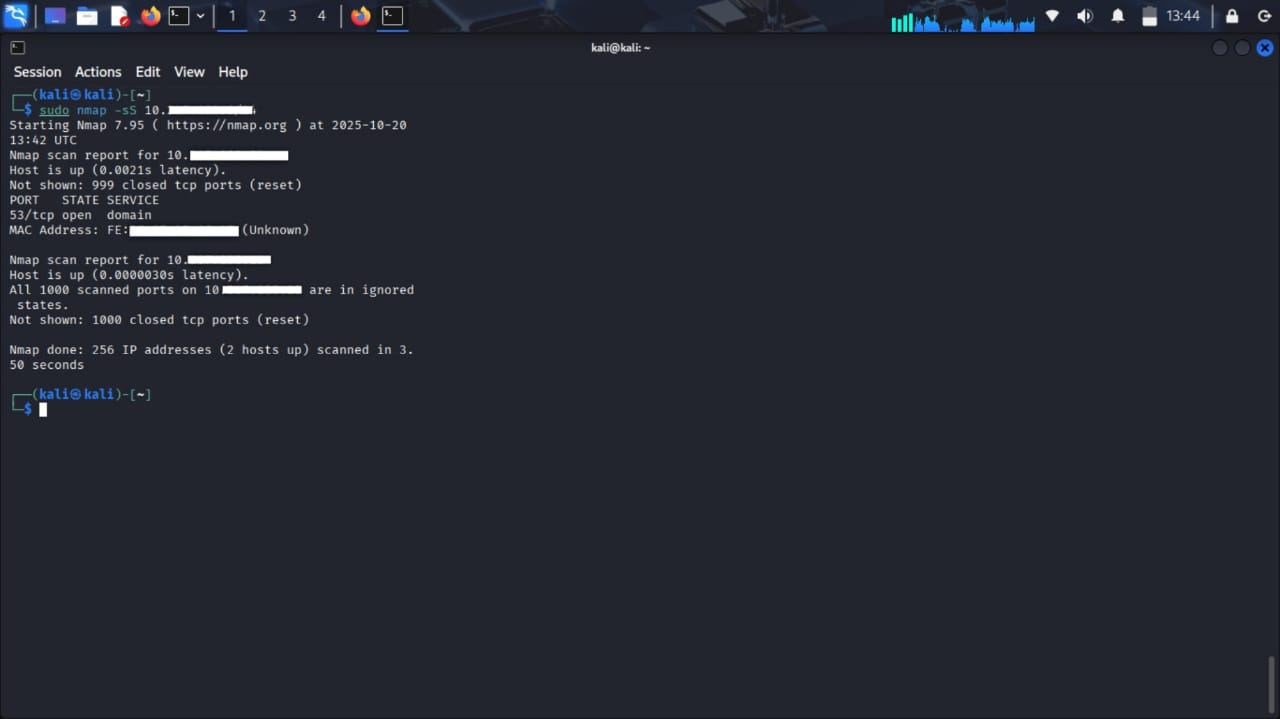 1 2 3 4 13:44
kali@kali: ~
Session Actions Edit View Help
┌──(kali㉿kali)-[~]
└─$ sudo nmap -sS 10.
Starting Nmap 7.95 ( https://nmap.org ) at 2025-10-20
13:42 UTC
Nmap scan report for 10.
Host is up (0.0021s latency).
Not shown: 999 closed tcp ports (reset)
PORT   STATE SERVICE
53/tcp open  domain
MAC Address: FE: (Unknown)
Nmap scan report for 10.
Host is up (0.0000030s latency).
All 1000 scanned ports on 10 are in ignored
 states.
Not shown: 1000 closed tcp ports (reset)
Nmap done: 256 IP addresses (2 hosts up) scanned in 3.
50 seconds
┌──(kali㉿kali)-[~]
└─$